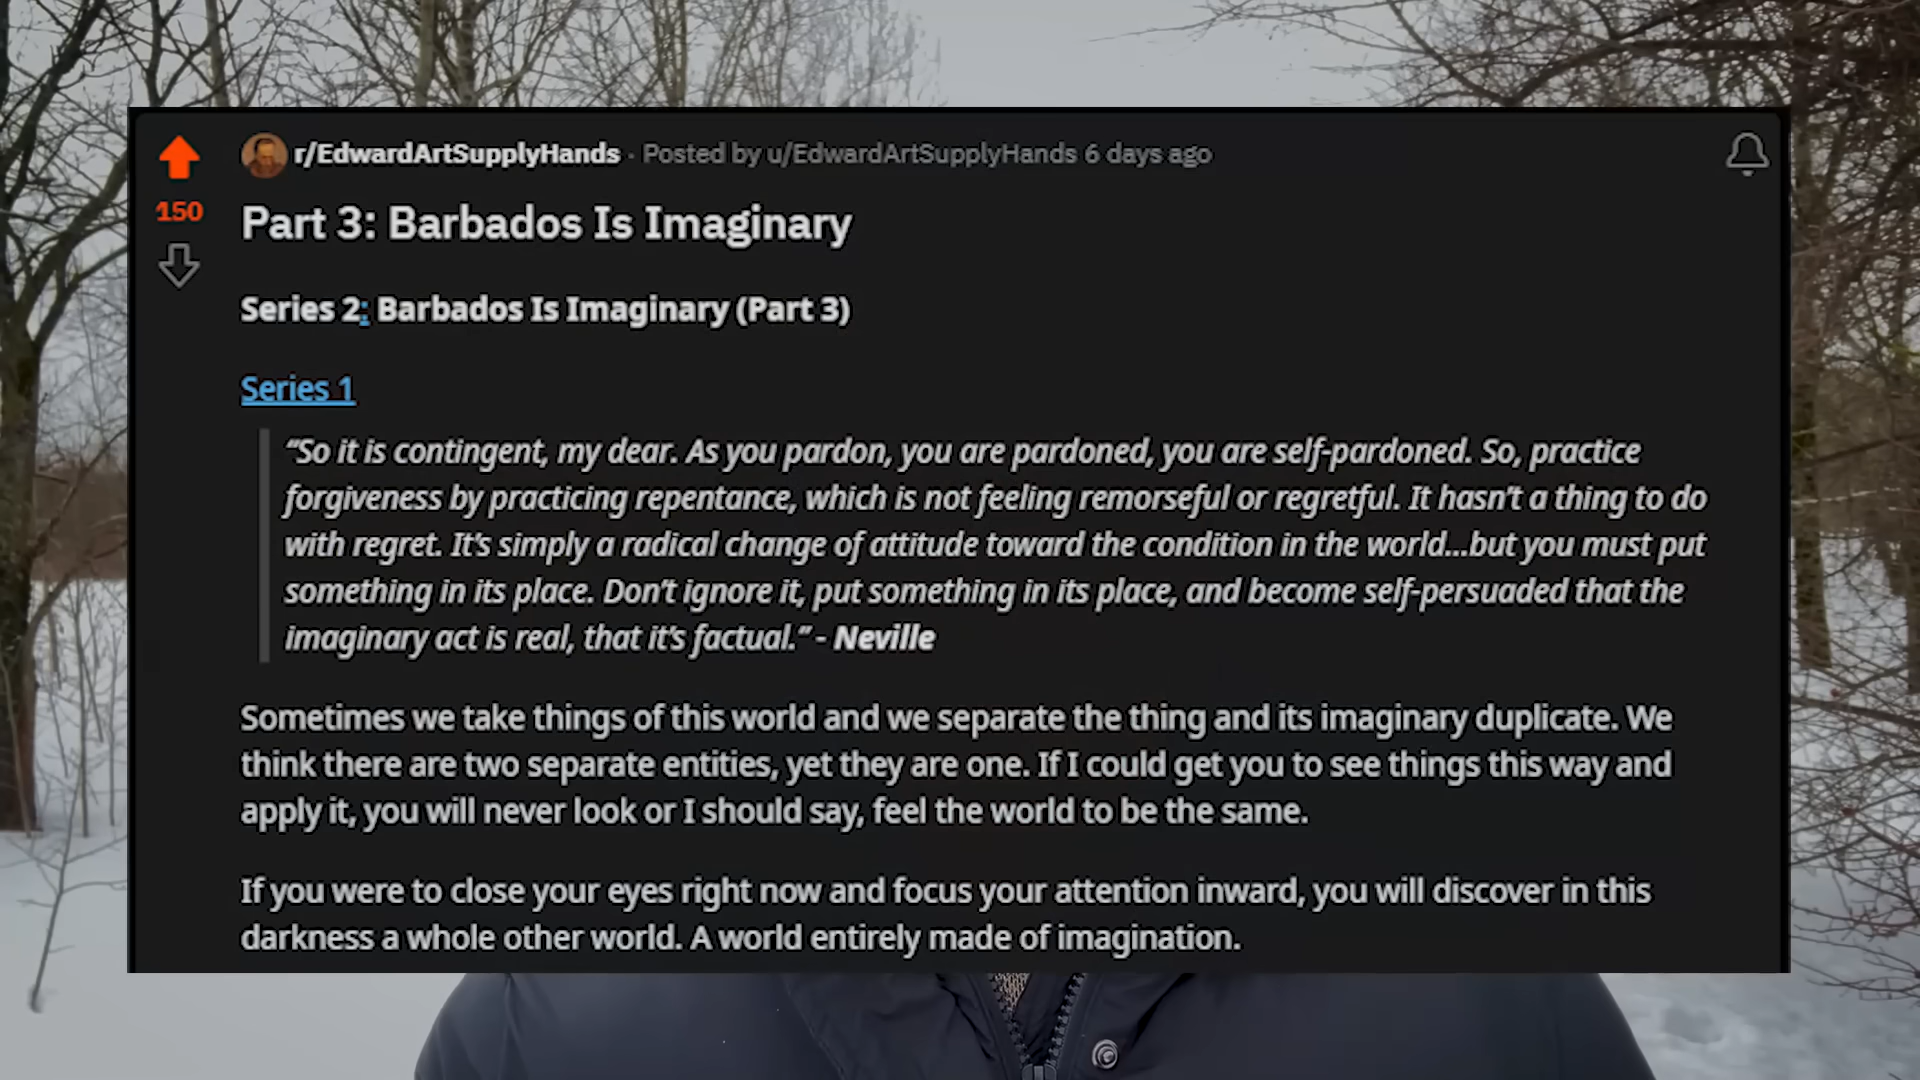 r/EdwardArtSupplyHands · Posted by u/EdwardArtSupplyHands 6 days ago
150
Part 3: Barbados Is Imaginary
Series 2: Barbados Is Imaginary (Part 3)
Series 1
“So it is contingent, my dear. As you pardon, you are pardoned, you are self-pardoned. So, practice
forgiveness by practicing repentance, which is not feeling remorseful or regretful. It hasn’t a thing to do
with regret. It’s simply a radical change of attitude toward the condition in the world...but you must put
something in its place. Don’t ignore it, put something in its place, and become self-persuaded that the
imaginary act is real, that it’s factual.” - Neville
Sometimes we take things of this world and we separate the thing and its imaginary duplicate. We
think there are two separate entities, yet they are one. If I could get you to see things this way and
apply it, you will never look or I should say, feel the world to be the same.
If you were to close your eyes right now and focus your attention inward, you will discover in this
darkness a whole other world. A world entirely made of imagination.